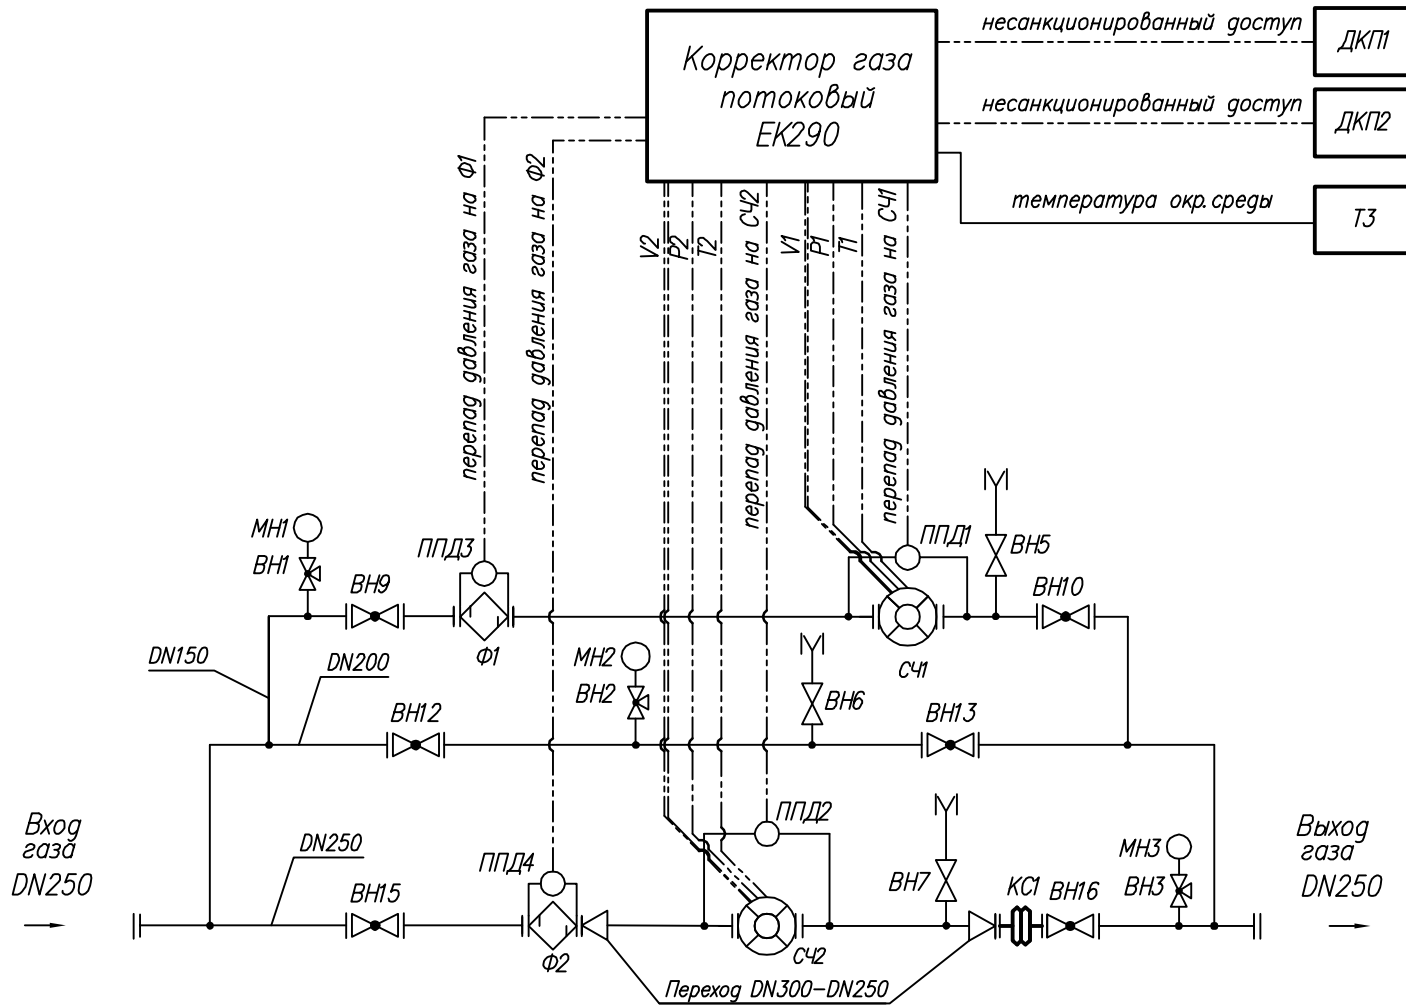 несанкционированный доступ
ДКП1
Корректор газа
потоковый
ЕК290
несанкционированный доступ
ДКП2
температура окр.среды
Т3
перепад давления газа на Ф1
перепад давления газа на Ф2
V2
P2
T2
перепад давления газа на СЧ2
V1
P1
T1
перепад давления газа на СЧ1
МН1
ВН1
ППД3
ВН9
Ф1
ППД1
ВН5
ВН10
СЧ1
DN150
DN200
МН2
ВН2
ВН6
ВН12
ВН13
Вход
газа
DN250
DN250
ППД4
ВН15
Ф2
ППД2
СЧ2
ВН7
КС1
ВН16
МН3
ВН3
Выход
газа
DN250
Переход DN300-DN250